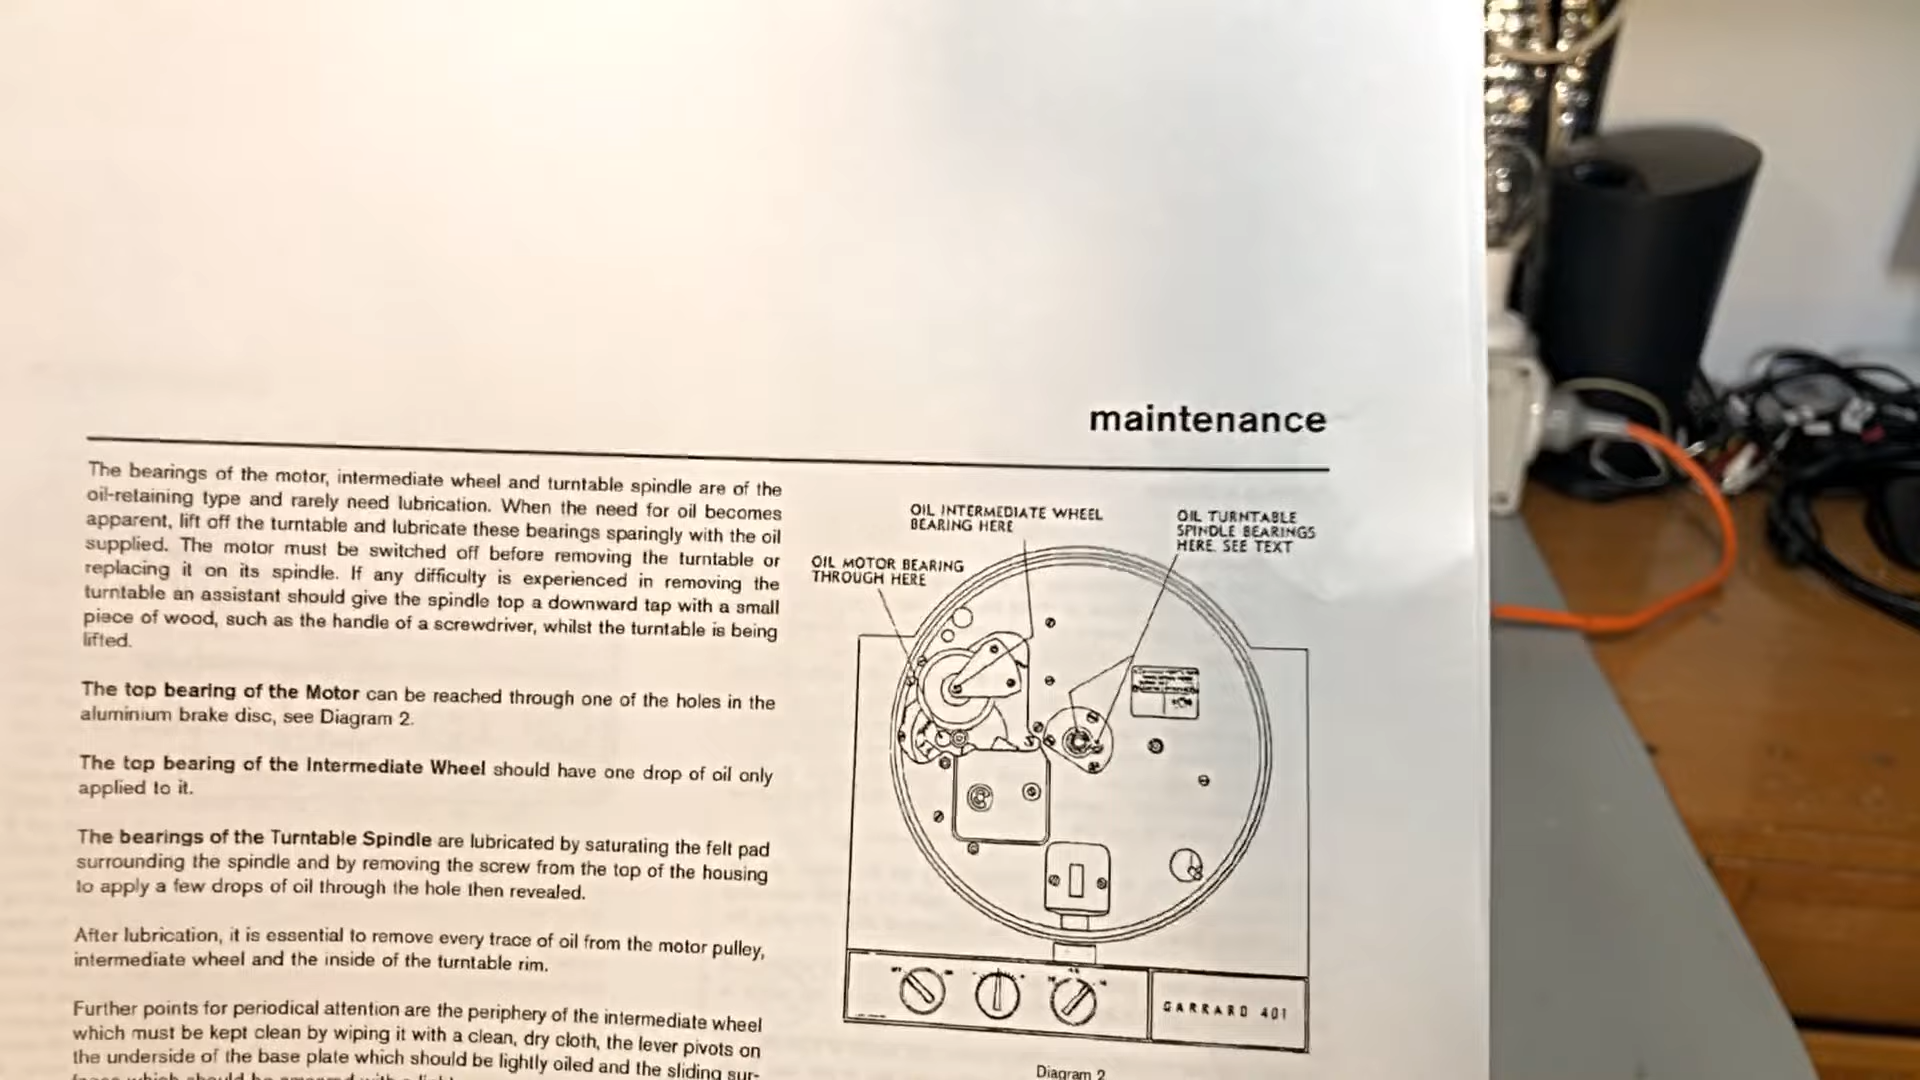 maintenance
The bearings of the motor, intermediate wheel and turntable spindle are of the
oil-retaining type and rarely need lubrication. When the need for oil becomes
apparent, lift off the turntable and lubricate these bearings sparingly with the oil
supplied. The motor must be switched off before removing the turntable or
replacing it on its spindle. If any difficulty is experienced in removing the
turntable an assistant should give the spindle top a downward tap with a small
piece of wood, such as the handle of a screwdriver, whilst the turntable is being
lifted.
The top bearing of the Motor can be reached through one of the holes in the
aluminium brake disc, see Diagram 2.
The top bearing of the Intermediate Wheel should have one drop of oil only
applied to it.
The bearings of the Turntable Spindle are lubricated by saturating the felt pad
surrounding the spindle and by removing the screw from the top of the housing
to apply a few drops of oil through the hole then revealed.
After lubrication, it is essential to remove every trace of oil from the motor pulley,
intermediate wheel and the inside of the turntable rim.
Further points for periodical attention are the periphery of the intermediate wheel
which must be kept clean by wiping it with a clean, dry cloth, the lever pivots on
the underside of the base plate which should be lightly oiled and the sliding sur-
OIL INTERMEDIATE WHEEL
BEARING HERE
OIL TURNTABLE
SPINDLE BEARINGS
HERE. SEE TEXT
OIL MOTOR BEARING
THROUGH HERE
GARRARD 401
Diagram 2